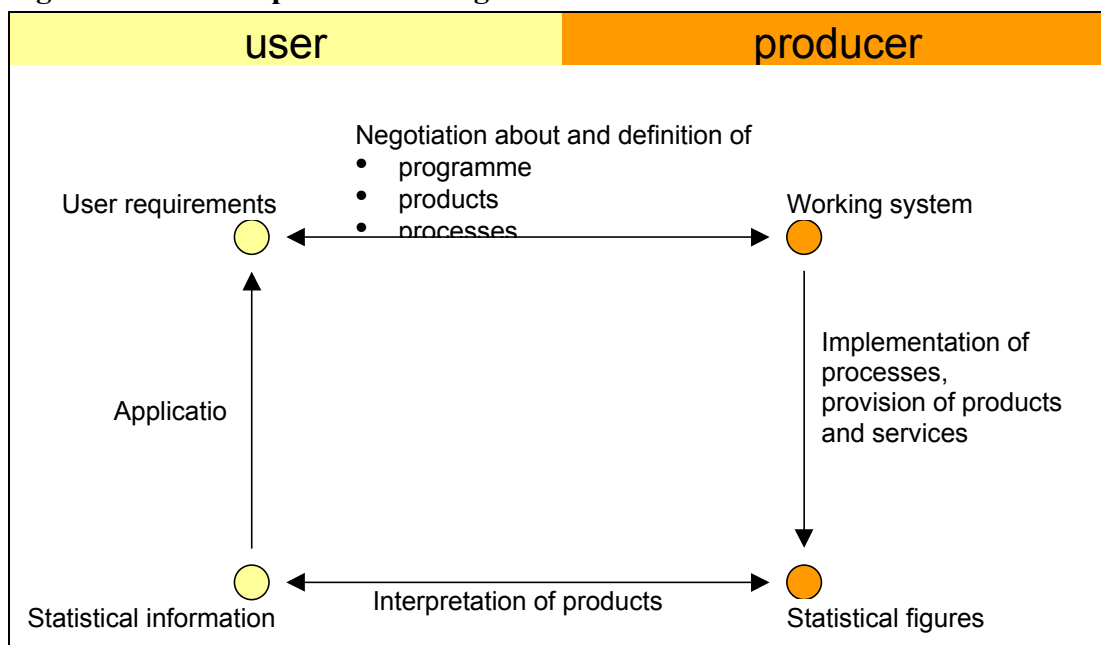 user
producer
Negotiation about and definition of
• programme
• products
• processes
User requirements
Working system
Implementation of
processes,
provision of products
and services
Applicatio
Interpretation of products
Statistical information
Statistical figures